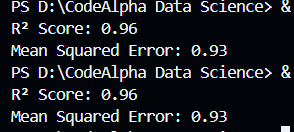 PS D:\CodeAlpha Data Science> &
R² Score: 0.96
Mean Squared Error: 0.93
PS D:\CodeAlpha Data Science> &
R² Score: 0.96
Mean Squared Error: 0.93